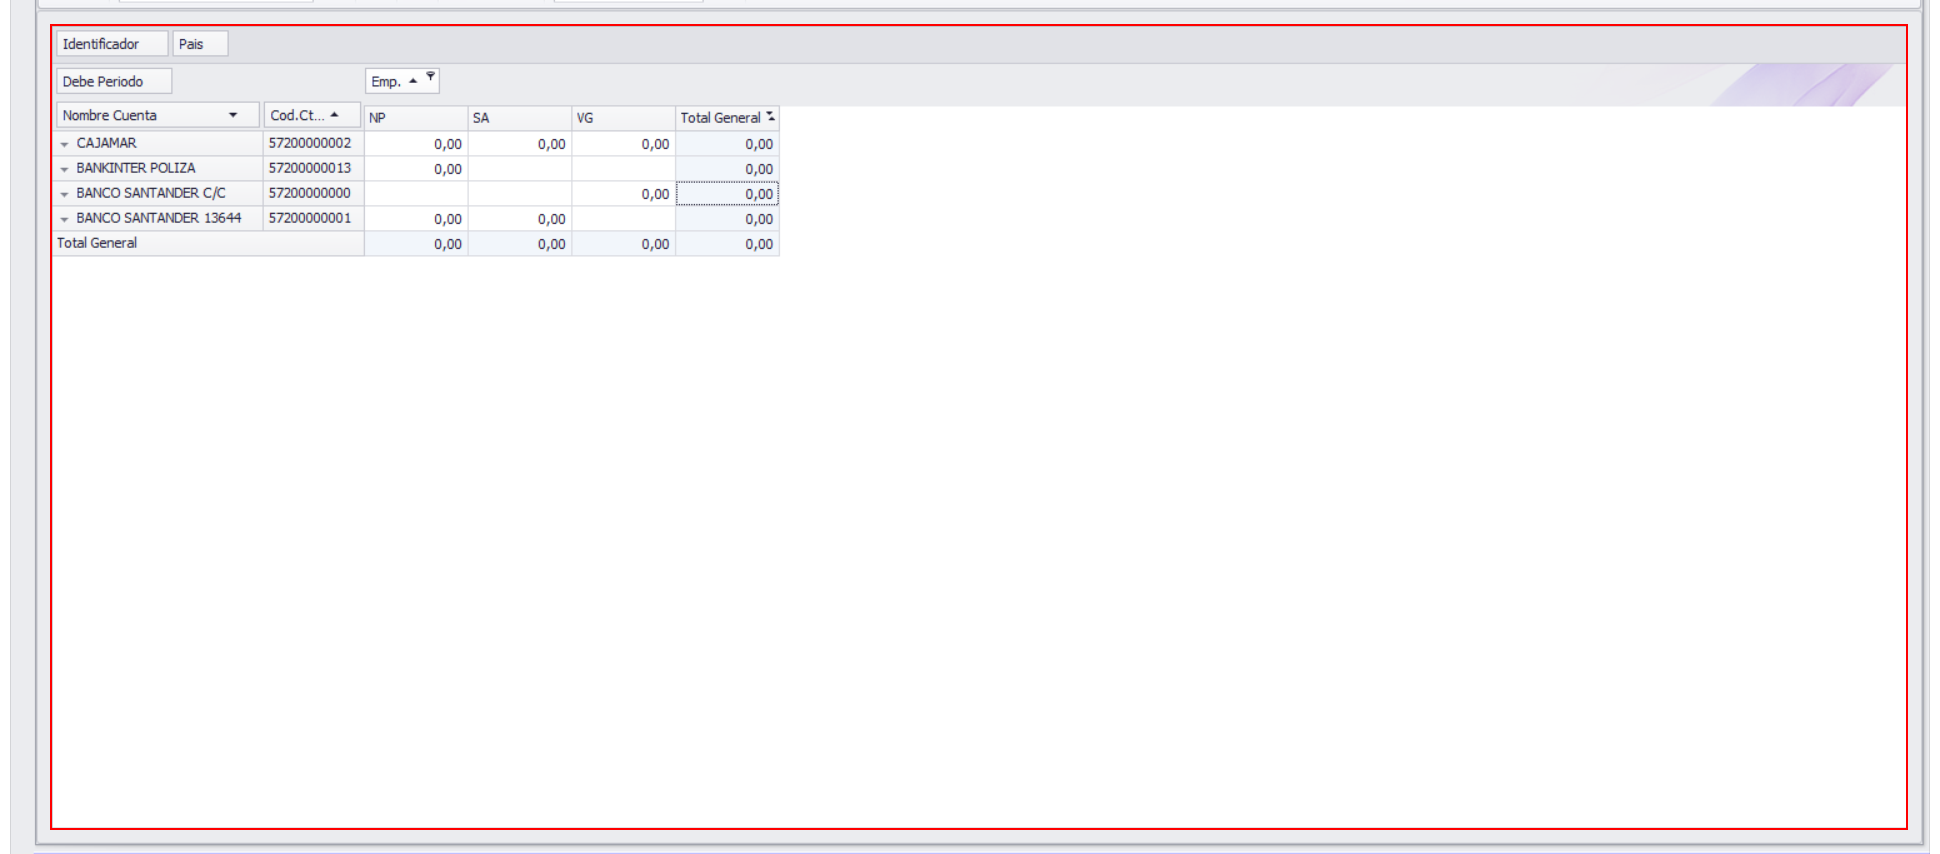 Identificador Pais
Debe Periodo Emp.
Nombre Cuenta Cod.Ct... NP SA VG Total General
CAJAMAR 57200000002 0,00 0,00 0,00 0,00
BANKINTER POLIZA 57200000013 0,00 0,00
BANCO SANTANDER C/C 57200000000 0,00 0,00
BANCO SANTANDER 13644 57200000001 0,00 0,00 0,00
Total General 0,00 0,00 0,00 0,00